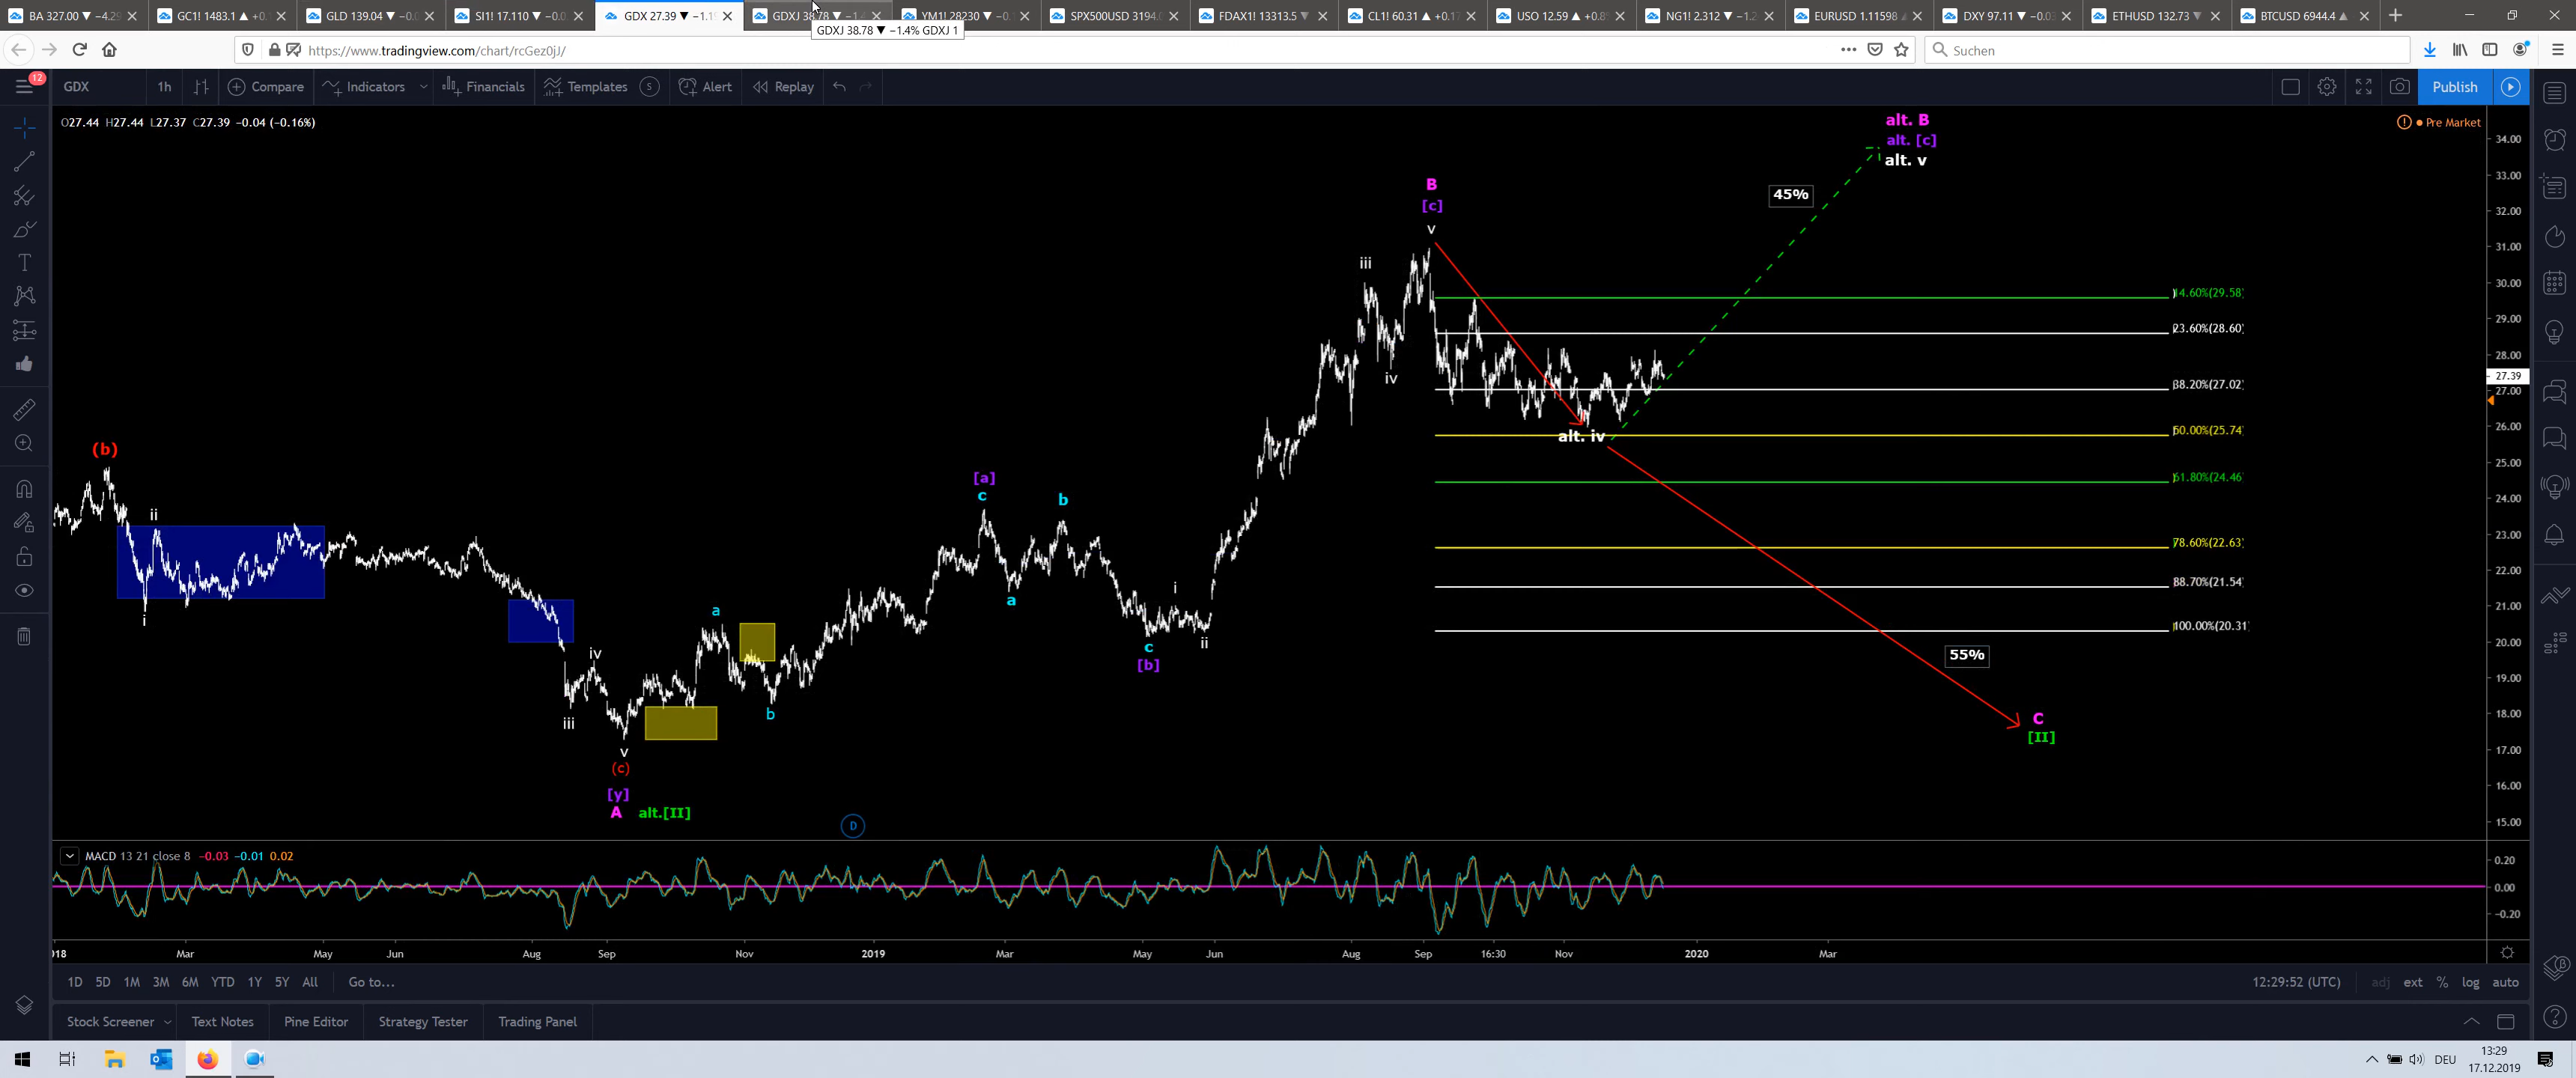 BA 327.00 ▼ −4.29
GC1! 1483.1 ▲ +0.
GLD 139.04 ▼ −0.
SI1! 17.110 ▼ −0.0
GDX 27.39 ▼ −1.1
GDXJ 38.78 ▼ −1.
YM1! 28230 ▼ −0.
SPX500USD 3194.
FDAX1! 13313.5 ▼
CL1! 60.31 ▲ +0.1
USO 12.59 ▲ +0.8
NG1! 2.312 ▼ −1.2
EURUSD 1.11598
DXY 97.11 ▼ −0.0
ETHUSD 132.73 ▼
BTCUSD 6944.4 ▲
GDXJ 38.78 ▼ −1.4% GDXJ 1
https://www.tradingview.com/chart/rcGez0jJ/
Suchen
12
GDX
1h
Compare
Indicators
Financials
Templates
S
Alert
Replay
Publish
O27.44 H27.44 L27.37 C27.39 −0.04 (−0.16%)
Pre Market
alt. B
alt. [c]
alt. v
45%
B
[c]
v
iii
iv
alt. iv
(b)
ii
i
iv
iii
v
(c)
[y]
A alt.[II]
a
b
[a]
c
a
b
c
[b]
i
ii
14.60%(29.58)
23.60%(28.60)
38.20%(27.02)
50.00%(25.74)
61.80%(24.46)
78.60%(22.63)
88.70%(21.54)
100.00%(20.31)
55%
C
[II]
34.00
33.00
32.00
31.00
30.00
29.00
28.00
27.39
27.00
26.00
25.00
24.00
23.00
22.00
21.00
20.00
19.00
18.00
17.00
16.00
15.00
D
MACD 13 21 close 8 −0.03 −0.01 0.02
0.20
0.00
−0.20
018 Mar May Jun Aug Sep Nov 2019 Mar May Jun Aug Sep 16:30 Nov 2020 Mar
1D 5D 1M 3M 6M YTD 1Y 5Y All Go to...
12:29:52 (UTC) adj ext % log auto
Stock Screener Text Notes Pine Editor Strategy Tester Trading Panel
DEU
13:29
17.12.2019